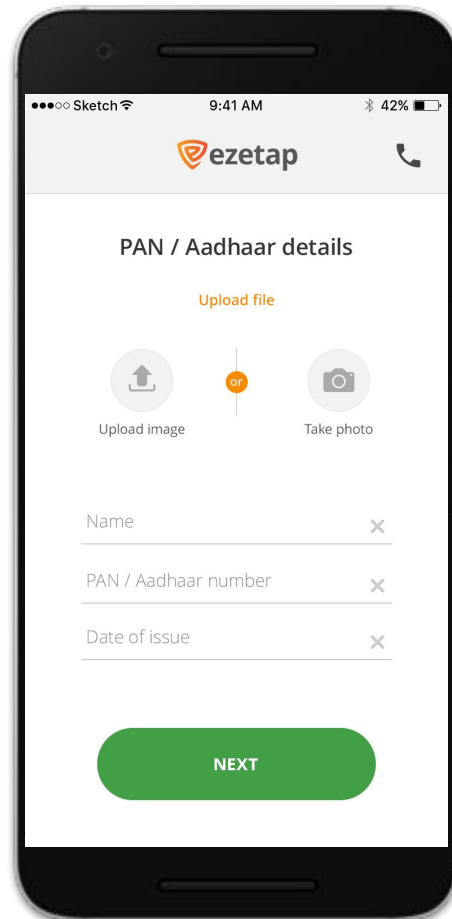 Sketch 9:41 AM 42%
ezetap
PAN / Aadhaar details
Upload file
or
Upload image Take photo
Name
PAN / Aadhaar number
Date of issue
NEXT